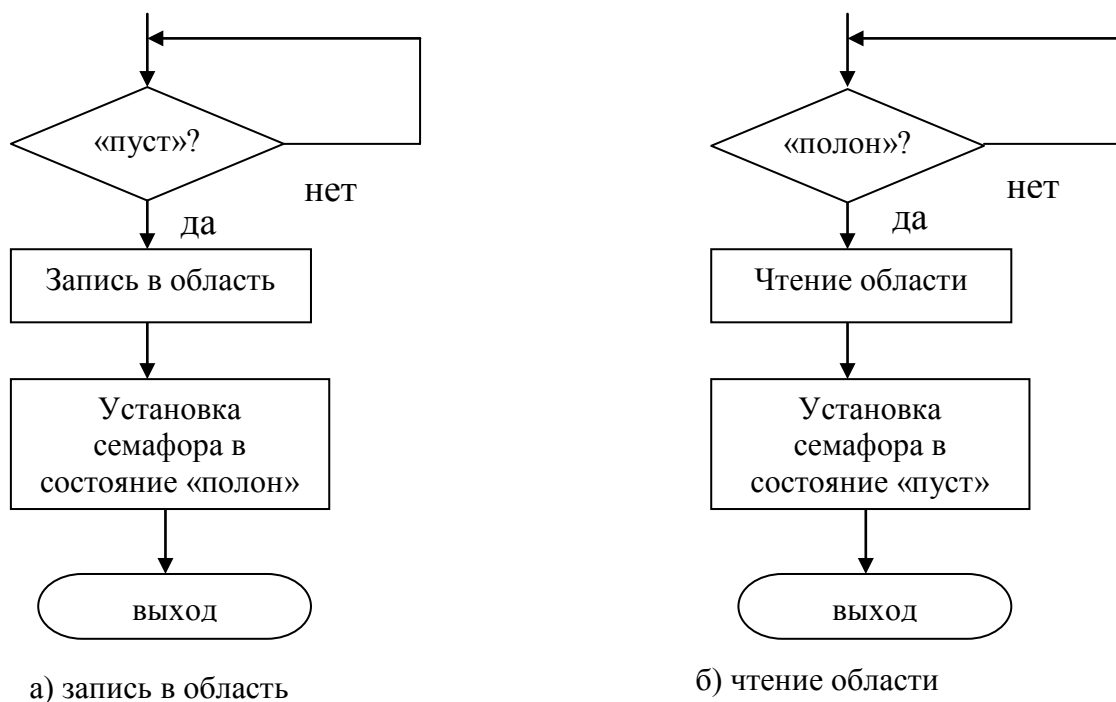 «пуст»?
нет
да
Запись в область
Установка
семафора в
состояние «полон»
выход
а) запись в область
«полон»?
нет
да
Чтение области
Установка
семафора в
состояние «пуст»
выход
б) чтение области